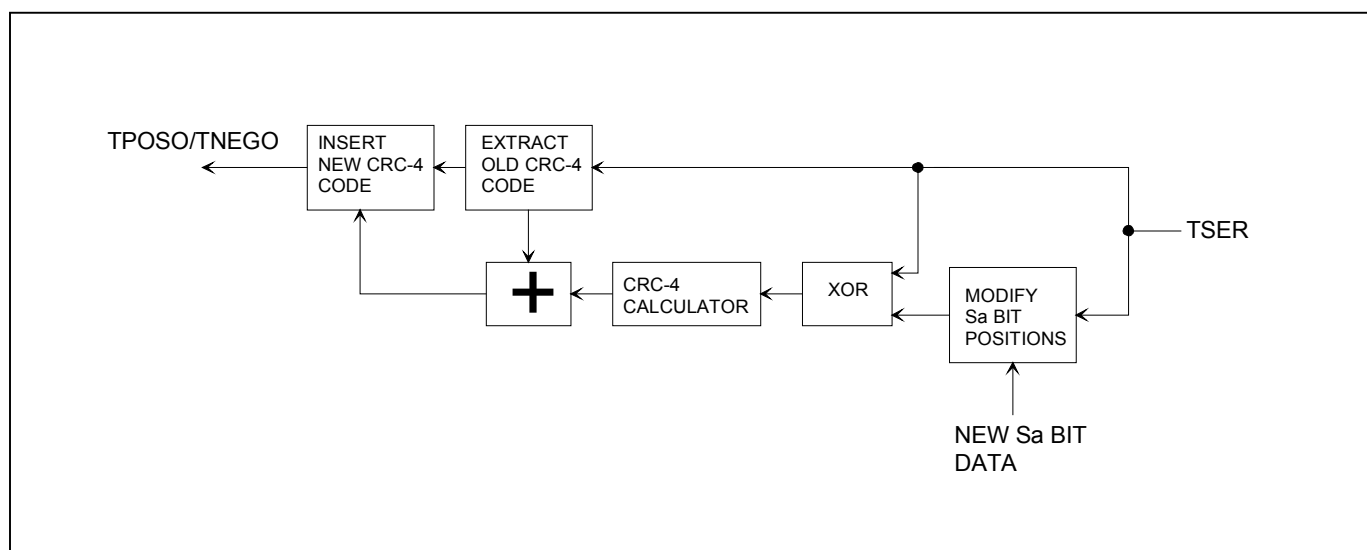 TPOSO/TNEGO
INSERT
NEW CRC-4
CODE
EXTRACT
OLD CRC-4
CODE
TSER
+
CRC-4
CALCULATOR
XOR
MODIFY
Sa BIT
POSITIONS
NEW Sa BIT
DATA